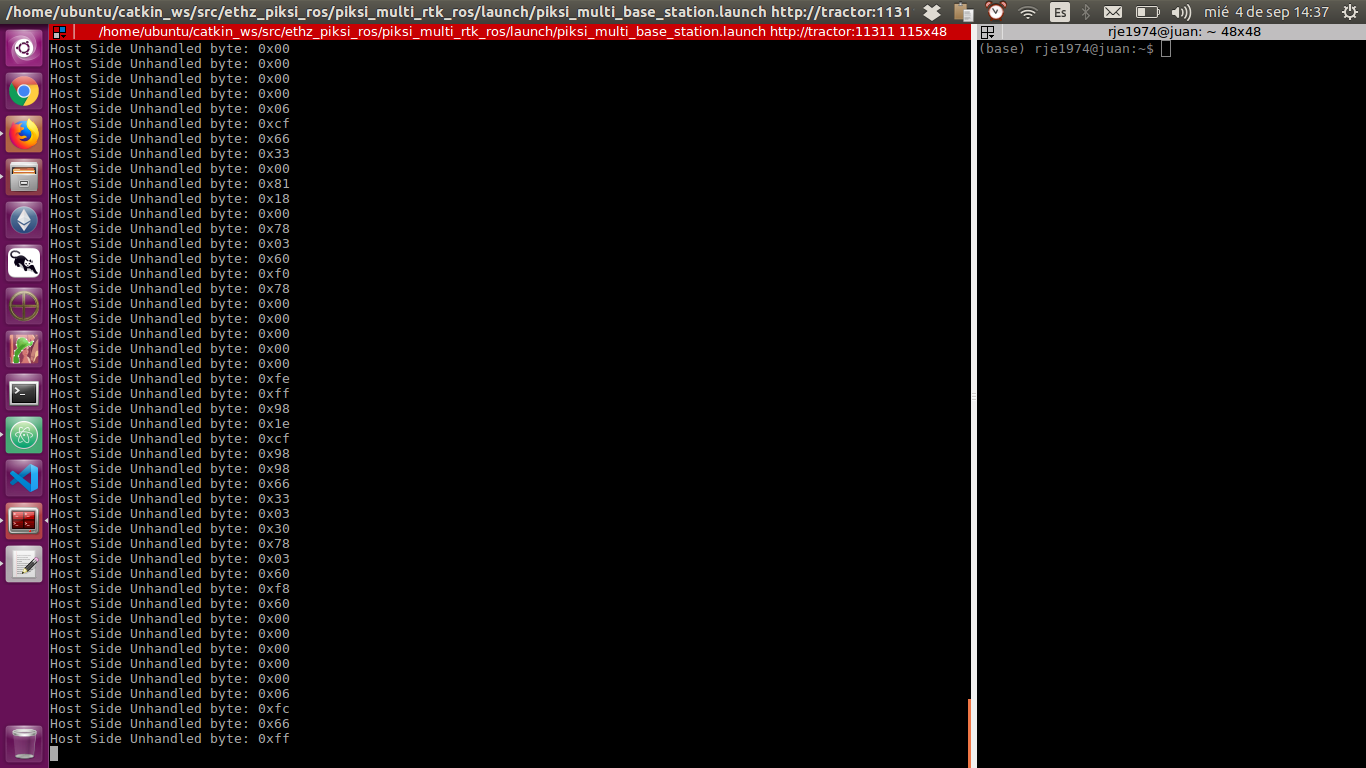 /home/ubuntu/catkin_ws/src/ethz_piksi_ros/piksi_multi_rtk_ros/launch/piksi_multi_base_station.launch http://tractor:1131
Es
mié 4 de sep 14:37
/home/ubuntu/catkin_ws/src/ethz_piksi_ros/piksi_multi_rtk_ros/launch/piksi_multi_base_station.launch http://tractor:11311 115x48
Host Side Unhandled byte: 0x00
Host Side Unhandled byte: 0x00
Host Side Unhandled byte: 0x00
Host Side Unhandled byte: 0x00
Host Side Unhandled byte: 0x06
Host Side Unhandled byte: 0xcf
Host Side Unhandled byte: 0x66
Host Side Unhandled byte: 0x33
Host Side Unhandled byte: 0x00
Host Side Unhandled byte: 0x81
Host Side Unhandled byte: 0x18
Host Side Unhandled byte: 0x00
Host Side Unhandled byte: 0x78
Host Side Unhandled byte: 0x03
Host Side Unhandled byte: 0x60
Host Side Unhandled byte: 0xf0
Host Side Unhandled byte: 0x78
Host Side Unhandled byte: 0x00
Host Side Unhandled byte: 0x00
Host Side Unhandled byte: 0x00
Host Side Unhandled byte: 0x00
Host Side Unhandled byte: 0x00
Host Side Unhandled byte: 0xfe
Host Side Unhandled byte: 0xff
Host Side Unhandled byte: 0x98
Host Side Unhandled byte: 0x1e
Host Side Unhandled byte: 0xcf
Host Side Unhandled byte: 0x98
Host Side Unhandled byte: 0x98
Host Side Unhandled byte: 0x66
Host Side Unhandled byte: 0x33
Host Side Unhandled byte: 0x03
Host Side Unhandled byte: 0x30
Host Side Unhandled byte: 0x78
Host Side Unhandled byte: 0x03
Host Side Unhandled byte: 0x60
Host Side Unhandled byte: 0xf8
Host Side Unhandled byte: 0x60
Host Side Unhandled byte: 0x00
Host Side Unhandled byte: 0x00
Host Side Unhandled byte: 0x00
Host Side Unhandled byte: 0x00
Host Side Unhandled byte: 0x00
Host Side Unhandled byte: 0x06
Host Side Unhandled byte: 0xfc
Host Side Unhandled byte: 0x66
Host Side Unhandled byte: 0xff
rje1974@juan: ~ 48x48
(base) rje1974@juan:~$